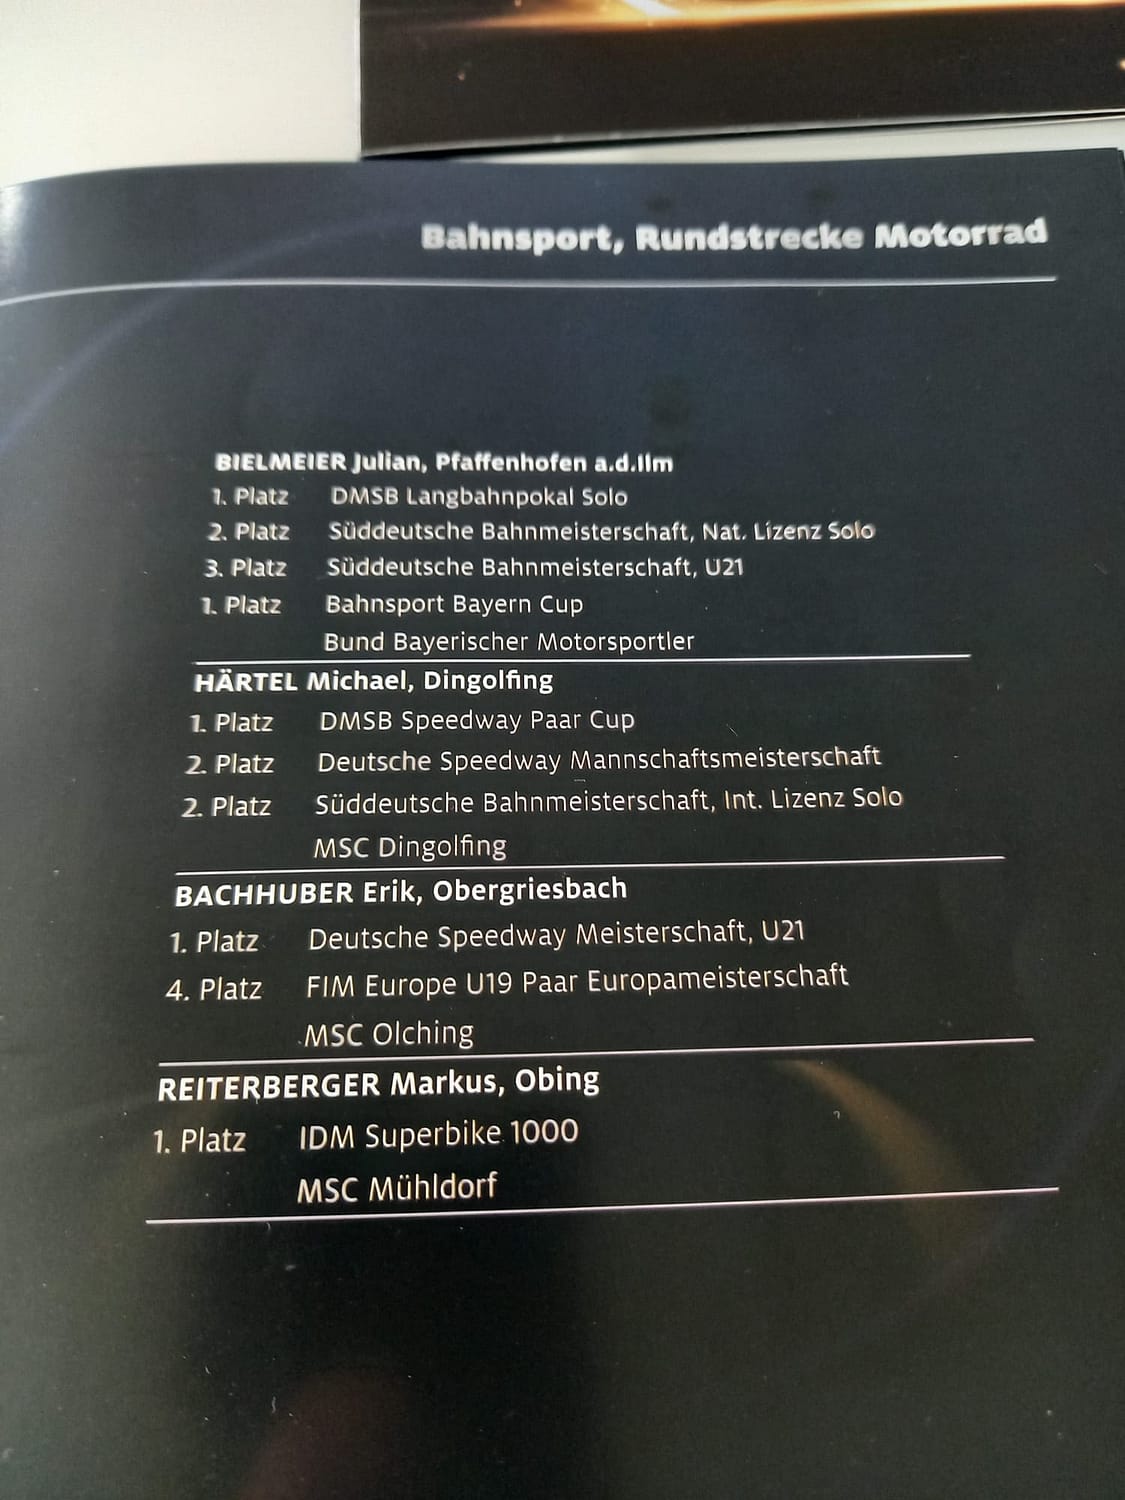 Bahnsport, Rundstrecke Motorrad
BIELMEIER Julian, Pfaffenhofen a.d.Ilm
1. Platz DMSB Langbahnpokal Solo
2. Platz Süddeutsche Bahnmeisterschaft, Nat. Lizenz Solo
3. Platz Süddeutsche Bahnmeisterschaft, U21
1. Platz Bahnsport Bayern Cup
Bund Bayerischer Motorsportler
HÄRTEL Michael, Dingolfing
1. Platz DMSB Speedway Paar Cup
2. Platz Deutsche Speedway Mannschaftsmeisterschaft
2. Platz Süddeutsche Bahnmeisterschaft, Int. Lizenz Solo
MSC Dingolfing
BACHHUBER Erik, Obergriesbach
1. Platz Deutsche Speedway Meisterschaft, U21
4. Platz FIM Europe U19 Paar Europameisterschaft
MSC Olching
REITERBERGER Markus, Obing
1. Platz IDM Superbike 1000
MSC Mühldorf